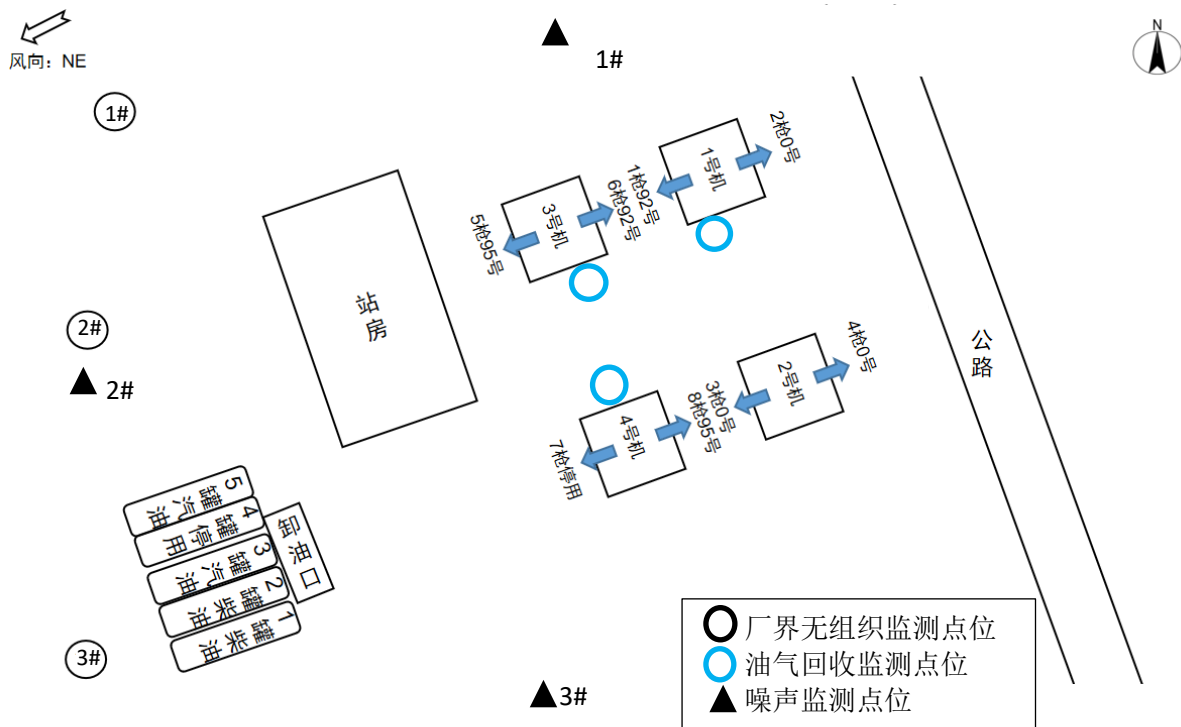 N
风向：NE
1#
1#
2枪0号
1号机
1枪92号
6枪92号
3号机
5枪95号
站房
公路
2#
2#
4枪0号
2号机
3枪0号
8枪95号
4号机
7枪停用
5
罐汽油
4
罐停用
3
罐汽油
2
罐柴油
1
罐柴油
卸油口
3#
3#
厂界无组织监测点位
油气回收监测点位
噪声监测点位